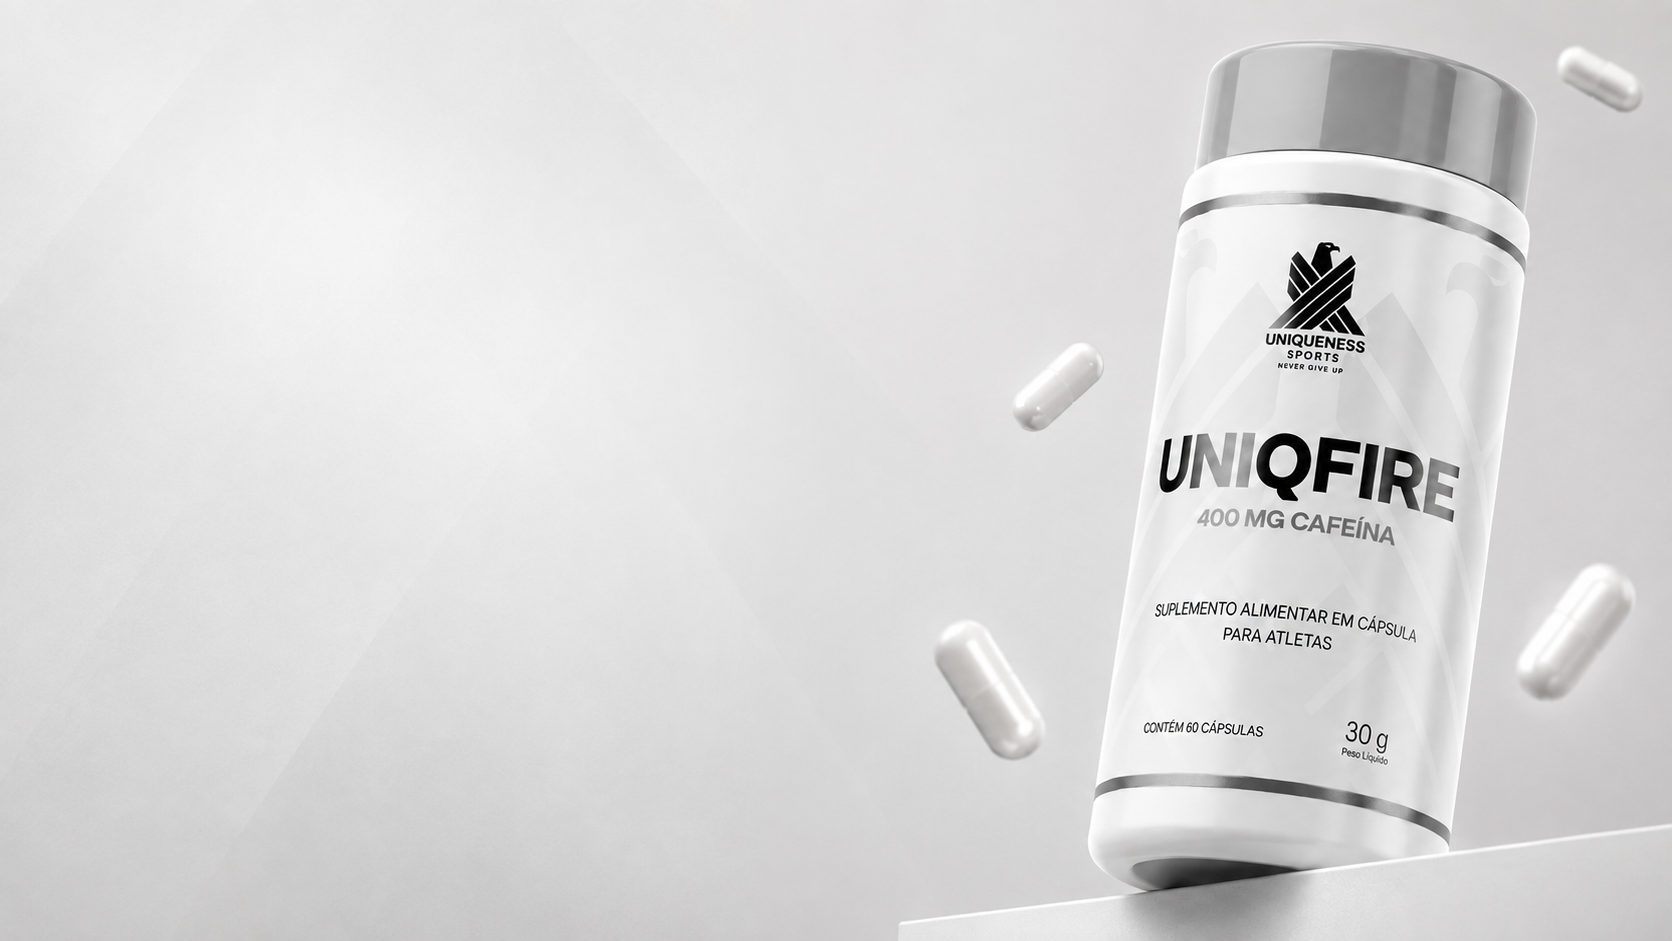 UNIQUENESS
SPORTS
NEVER GIVE UP
UNIQFIRE
400 MG CAFEÍNA
SUPLEMENTO ALIMENTAR EM CÁPSULA
PARA ATLETAS
CONTÉM 60 CÁPSULAS
30 g
Peso Líquido